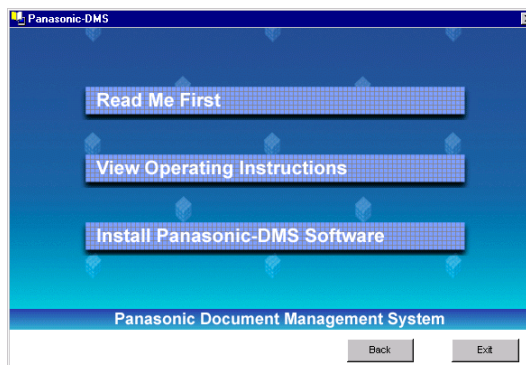 Panasonic-DMS
Read Me First
View Operating Instructions
Install Panasonic-DMS Software
Panasonic Document Management System
Back Exit